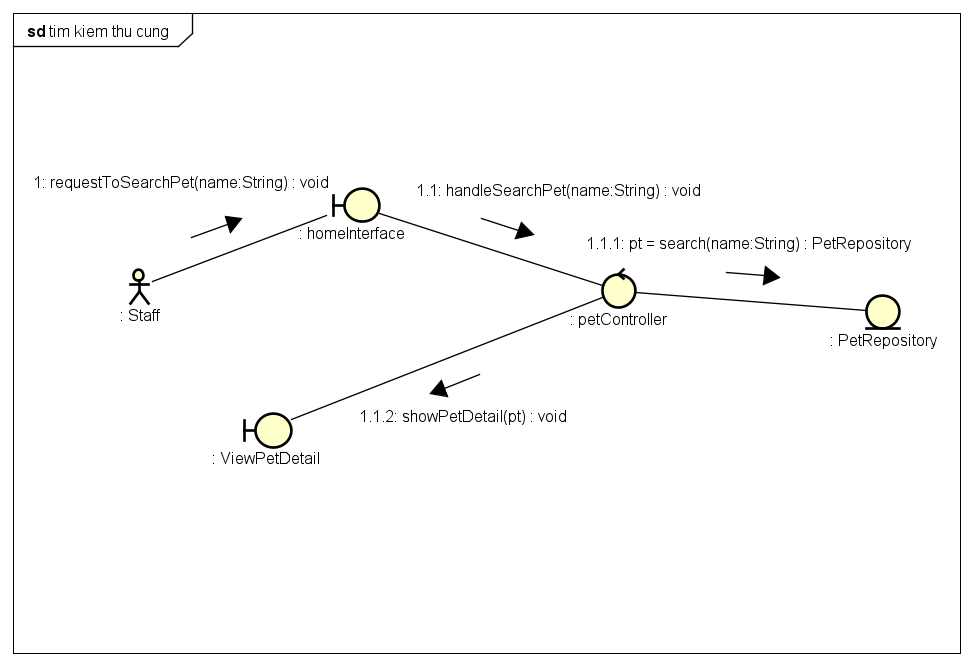 sd tim kiem thu cung
1: requestToSearchPet(name:String) : void
1.1: handleSearchPet(name:String) : void
: homeInterface
1.1.1: pt = search(name:String) : PetRepository
: Staff
: petController
: PetRepository
1.1.2: showPetDetail(pt) : void
: ViewPetDetail